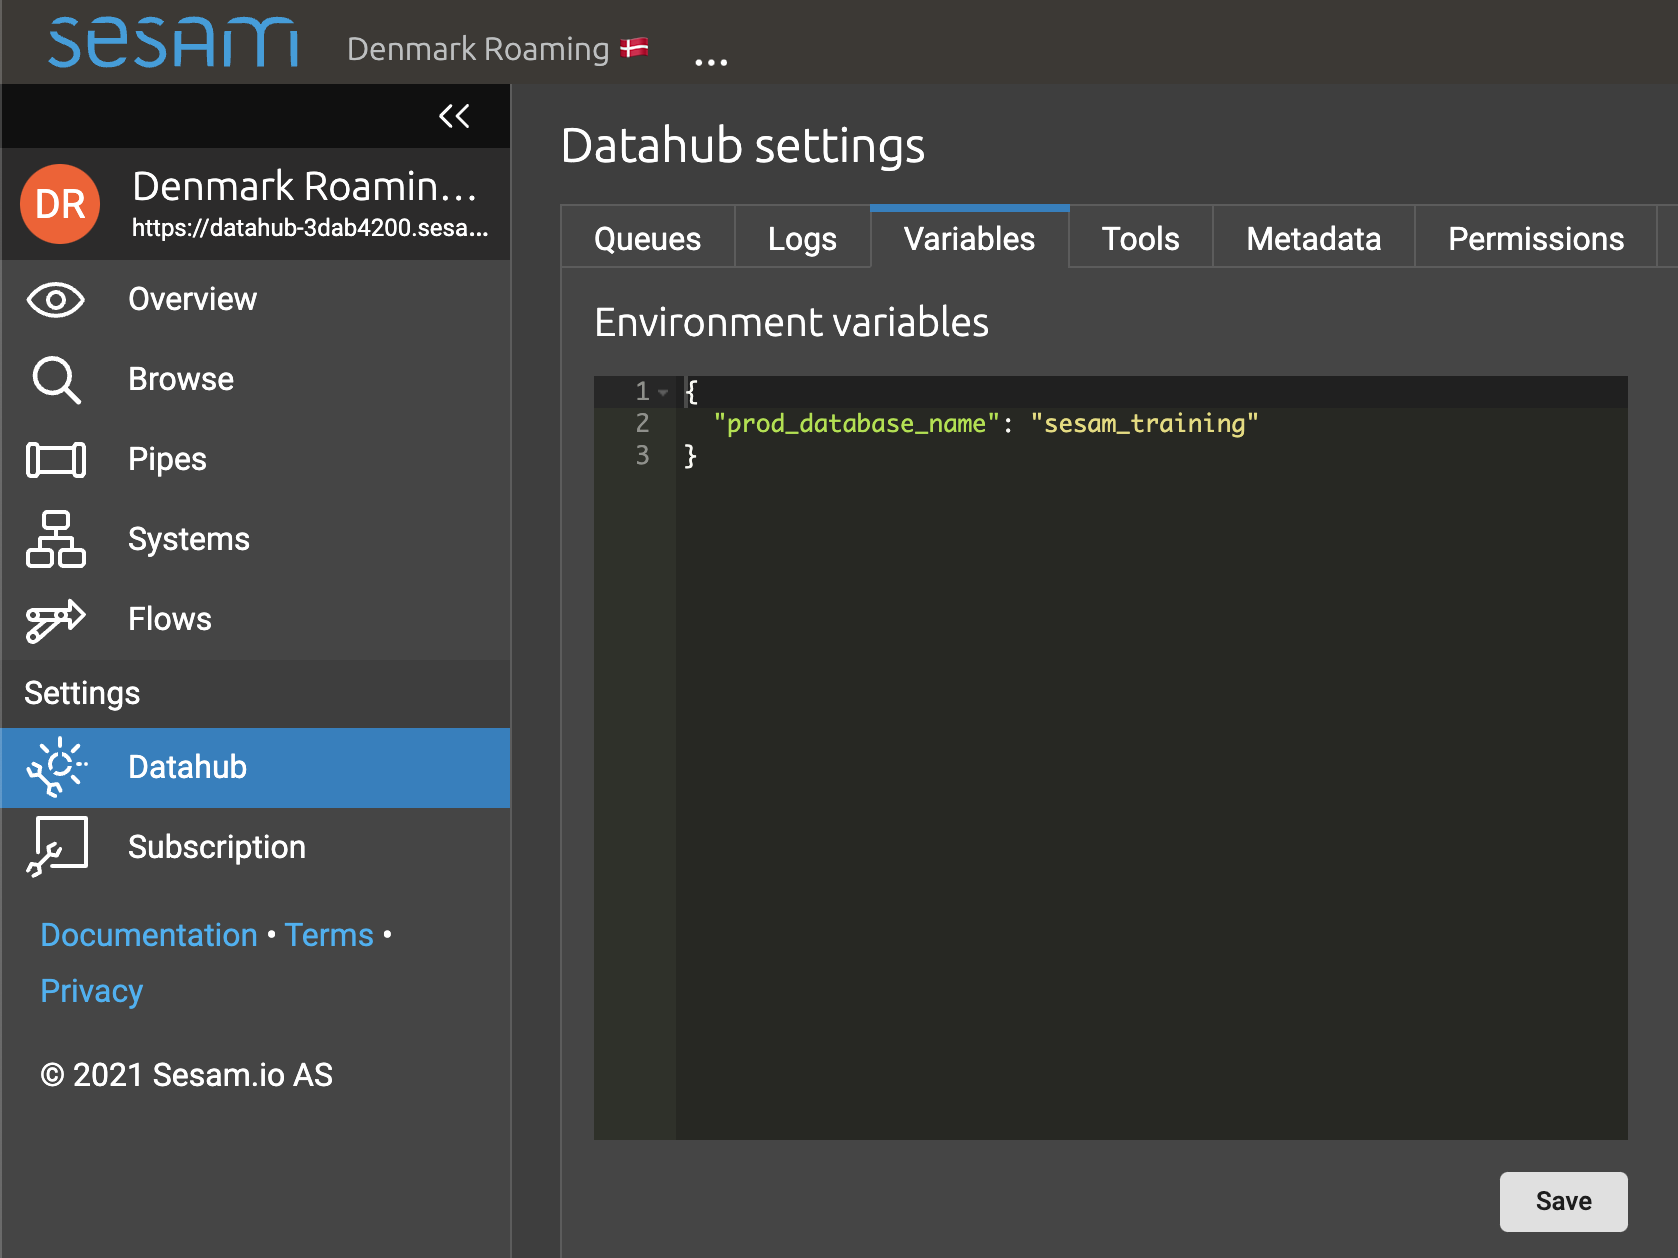 sesam Denmark Roaming 🇩🇰 ...
DR
Denmark Roamin...
https://datahub-3dab4200.sesa...
Overview
Browse
Pipes
Systems
Flows
Settings
Datahub
Subscription
Documentation • Terms •
Privacy
© 2021 Sesam.io AS
Datahub settings
Queues Logs Variables Tools Metadata Permissions
Environment variables
1 {
2 "prod_database_name": "sesam_training"
3 }
Save